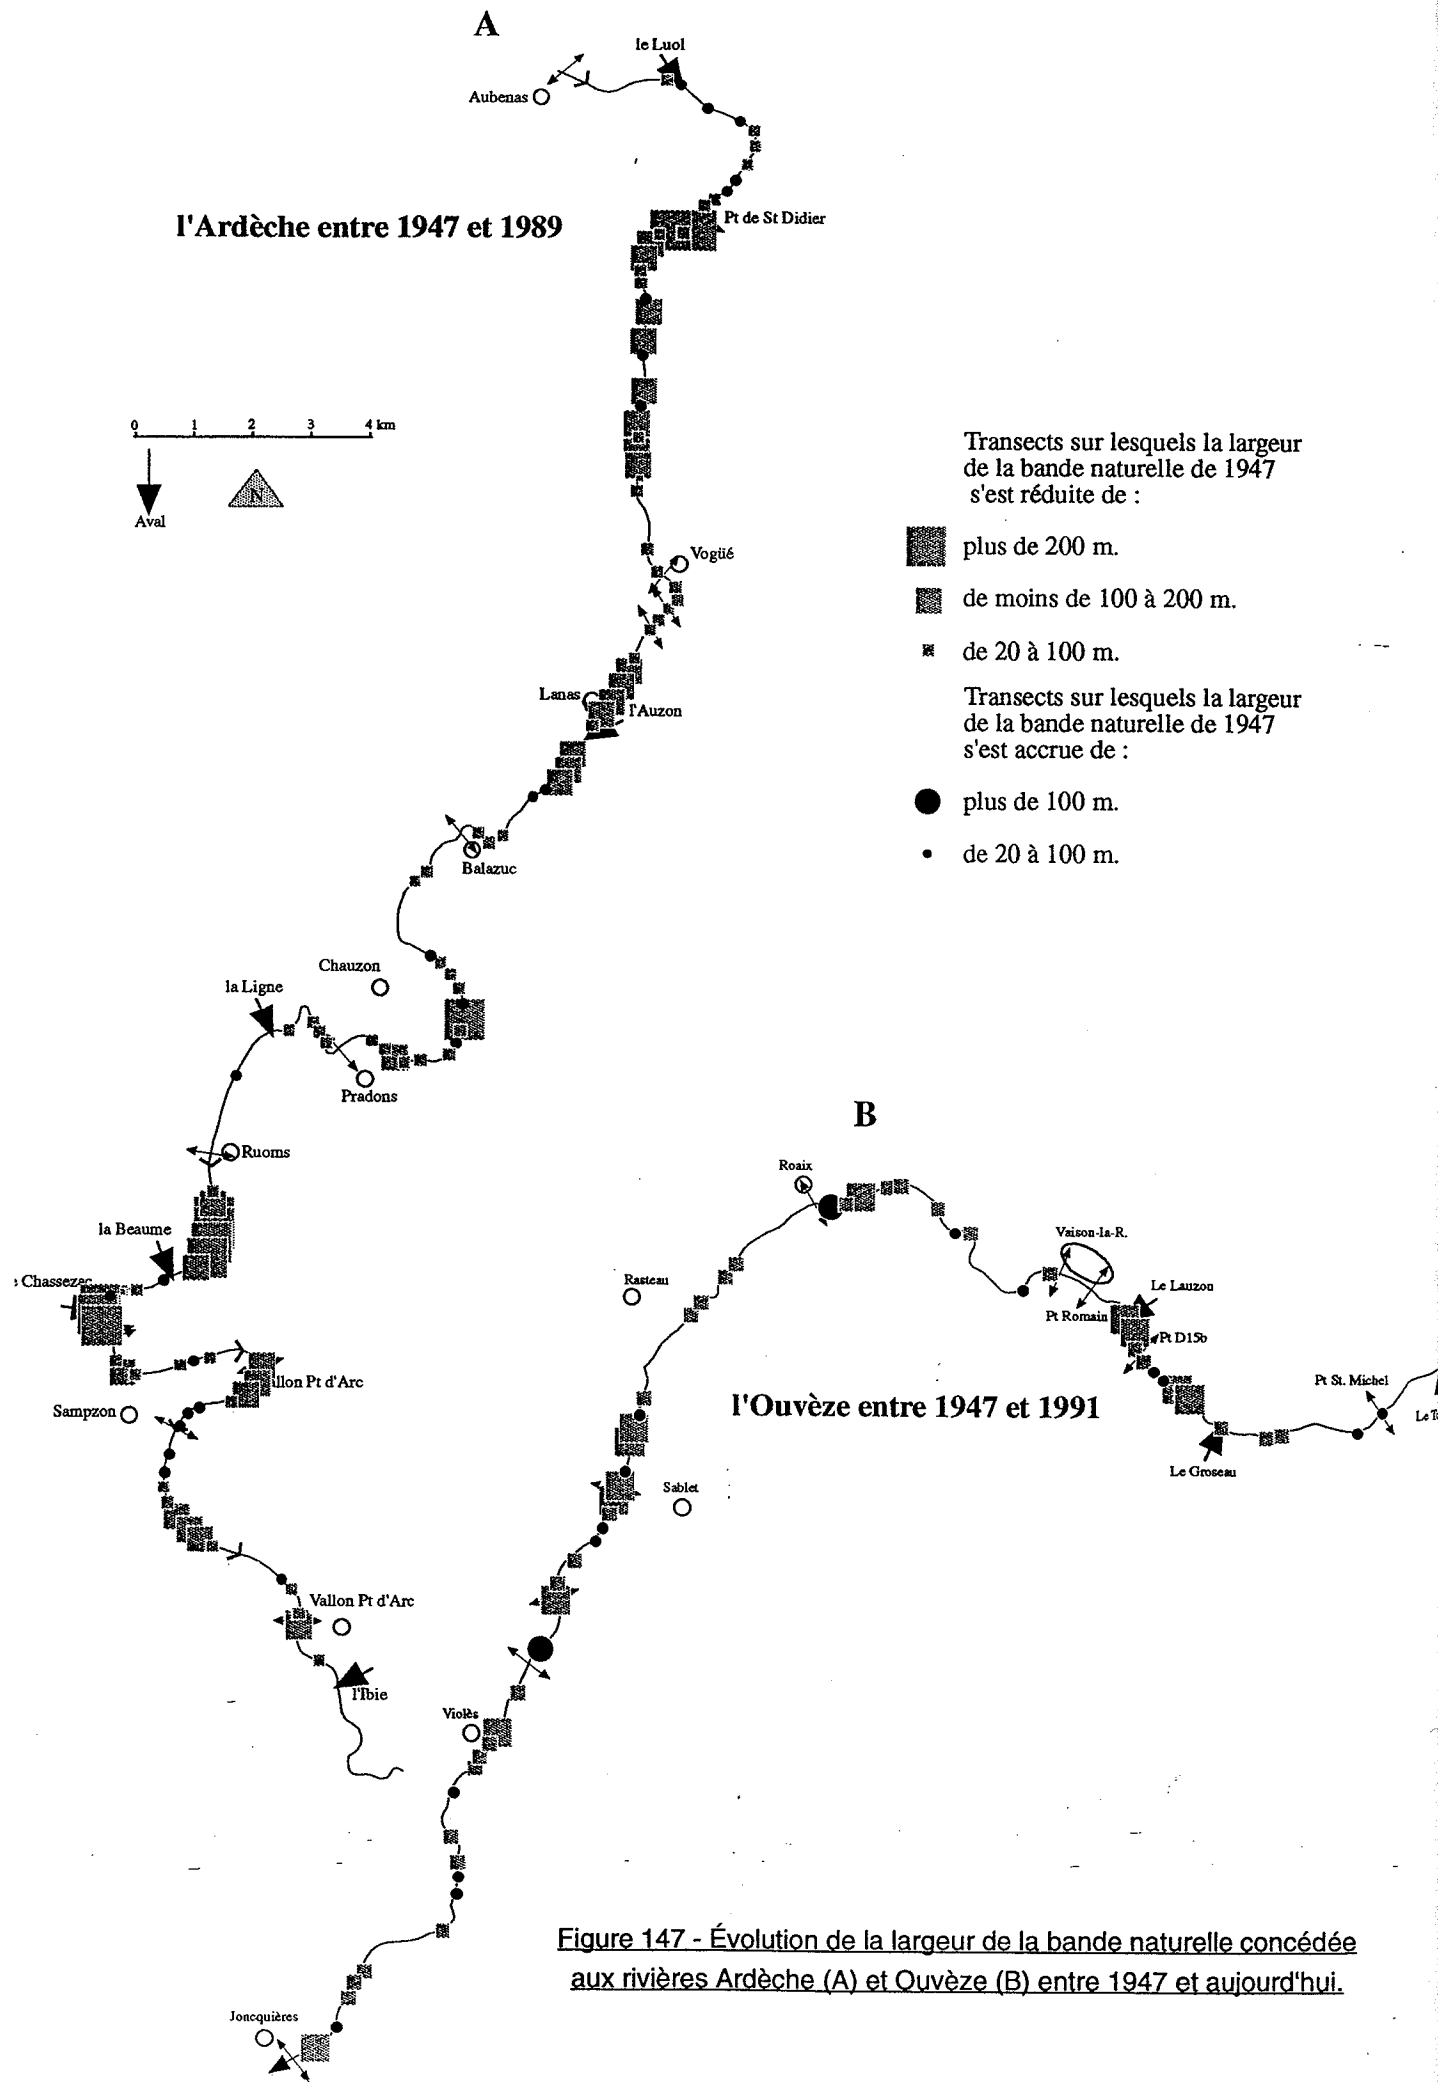 A
le Luol
Aubenas
l'Ardèche entre 1947 et 1989
Pt de St Didier
0 1 2 3 4 km
N
Aval
Transects sur lesquels la largeur
de la bande naturelle de 1947
s'est réduite de :
plus de 200 m.
de moins de 100 à 200 m.
de 20 à 100 m.
Transects sur lesquels la largeur
de la bande naturelle de 1947
s'est accrue de :
plus de 100 m.
de 20 à 100 m.
Vogüé
Lanas
l'Auzon
Balazuc
Chauzon
la Ligne
Pradons
Ruoms
la Beaume
Chassezac
llon Pt d'Arc
Sampzon
Vallon Pt d'Arc
l'Ibie
B
Roaix
Vaison-la-R.
Rasteau
Le Lauzon
Pt Romain
Pt D15b
l'Ouvèze entre 1947 et 1991
Pt St. Michel
Le
Le Groseau
Sablet
Violès
Joncquières
Figure 147 - Évolution de la largeur de la bande naturelle concédée
aux rivières Ardèche (A) et Ouvèze (B) entre 1947 et aujourd'hui.